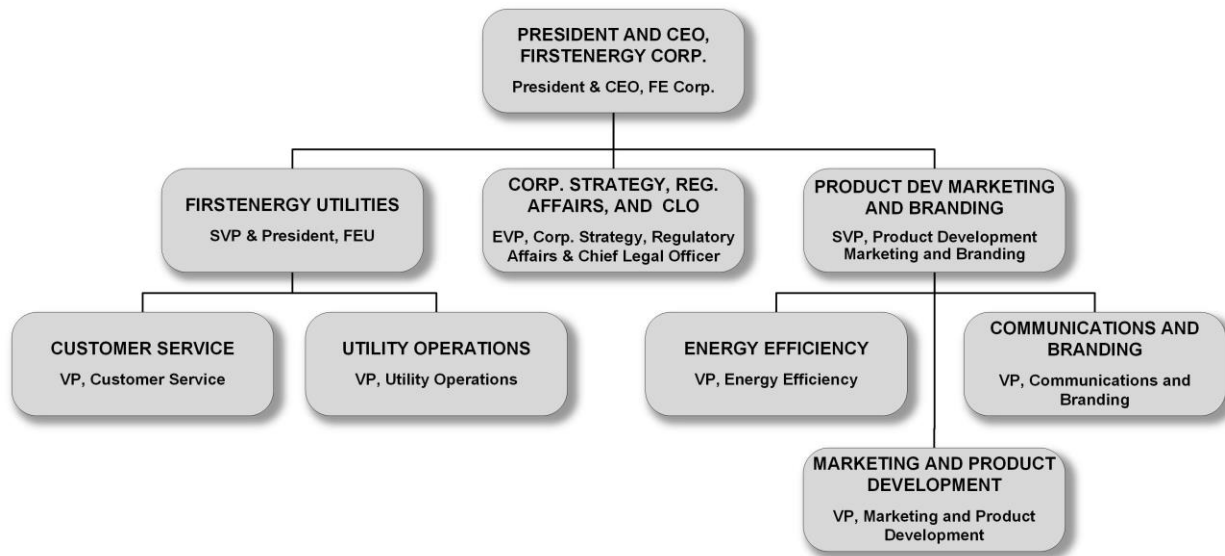 PRESIDENT AND CEO,
FIRSTENERGY CORP.
President & CEO, FE Corp.
FIRSTENERGY UTILITIES
SVP & President, FEU
CORP. STRATEGY, REG.
AFFAIRS, AND CLO
EVP, Corp. Strategy, Regulatory
Affairs & Chief Legal Officer
PRODUCT DEV MARKETING
AND BRANDING
SVP, Product Development
Marketing and Branding
CUSTOMER SERVICE
VP, Customer Service
UTILITY OPERATIONS
VP, Utility Operations
ENERGY EFFICIENCY
VP, Energy Efficiency
COMMUNICATIONS AND
BRANDING
VP, Communications and
Branding
MARKETING AND PRODUCT
DEVELOPMENT
VP, Marketing and Product
Development